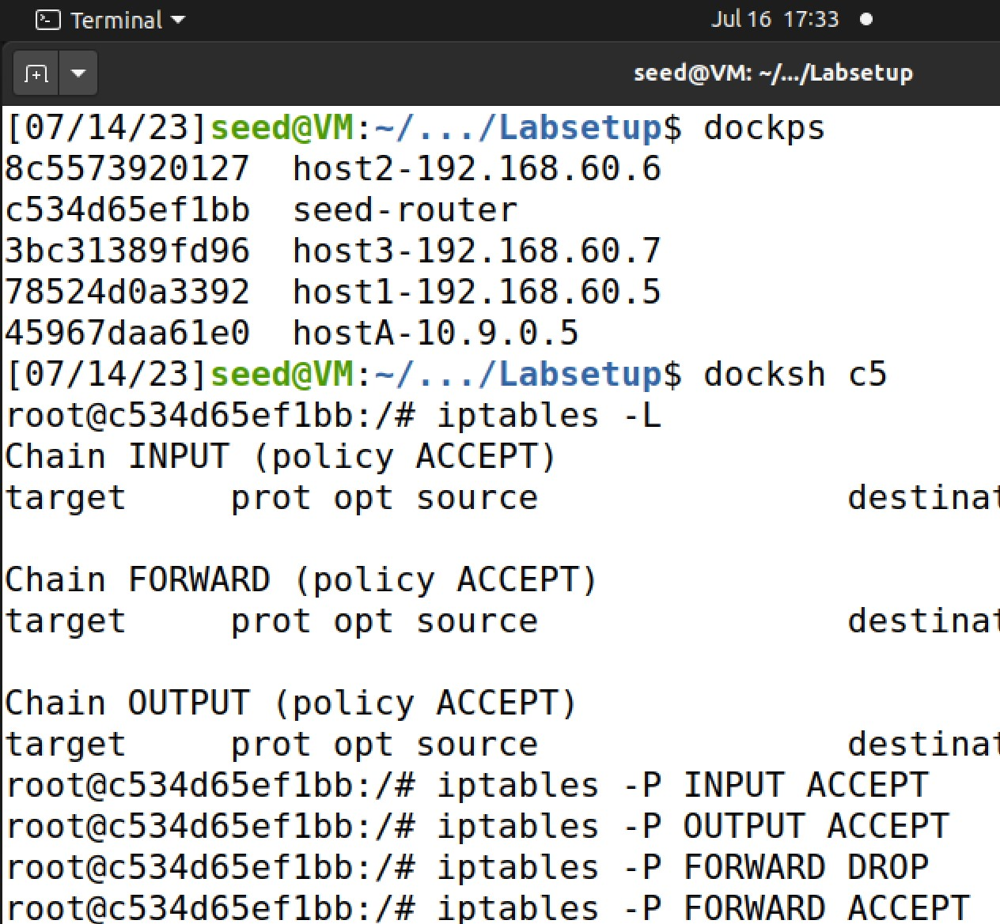 Terminal
Jul 16 17:33
seed@VM: ~/.../Labsetup
[07/14/23]seed@VM:~/.../Labsetup$ dockps
8c5573920127  host2-192.168.60.6
c534d65ef1bb  seed-router
3bc31389fd96  host3-192.168.60.7
78524d0a3392  host1-192.168.60.5
45967daa61e0  hostA-10.9.0.5
[07/14/23]seed@VM:~/.../Labsetup$ docksh c5
root@c534d65ef1bb:/# iptables -L
Chain INPUT (policy ACCEPT)
target     prot opt source               destinat
Chain FORWARD (policy ACCEPT)
target     prot opt source               destinat
Chain OUTPUT (policy ACCEPT)
target     prot opt source               destinat
root@c534d65ef1bb:/# iptables -P INPUT ACCEPT
root@c534d65ef1bb:/# iptables -P OUTPUT ACCEPT
root@c534d65ef1bb:/# iptables -P FORWARD DROP
root@c534d65ef1bb:/# iptables -P FORWARD ACCEPT